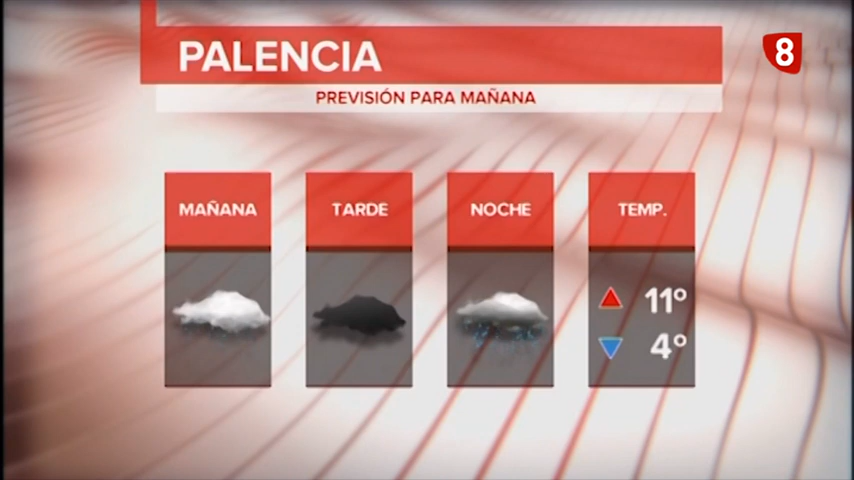 PALENCIA
8
PREVISIÓN PARA MAÑANA
MAÑANA
TARDE
NOCHE
TEMP.
11º
4º